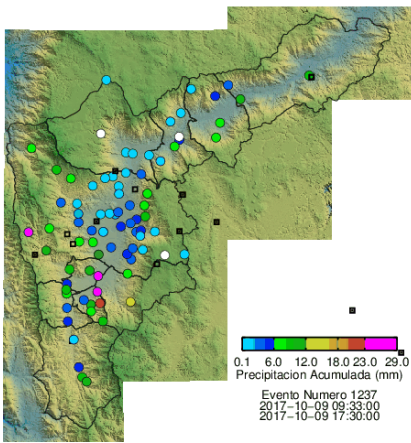 0.1 6.0 12.0 18.0 23.0 29.0
Precipitacion Acumulada (mm)
Evento Numero 1237
2017-10-09 09:33:00
2017-10-09 17:30:00